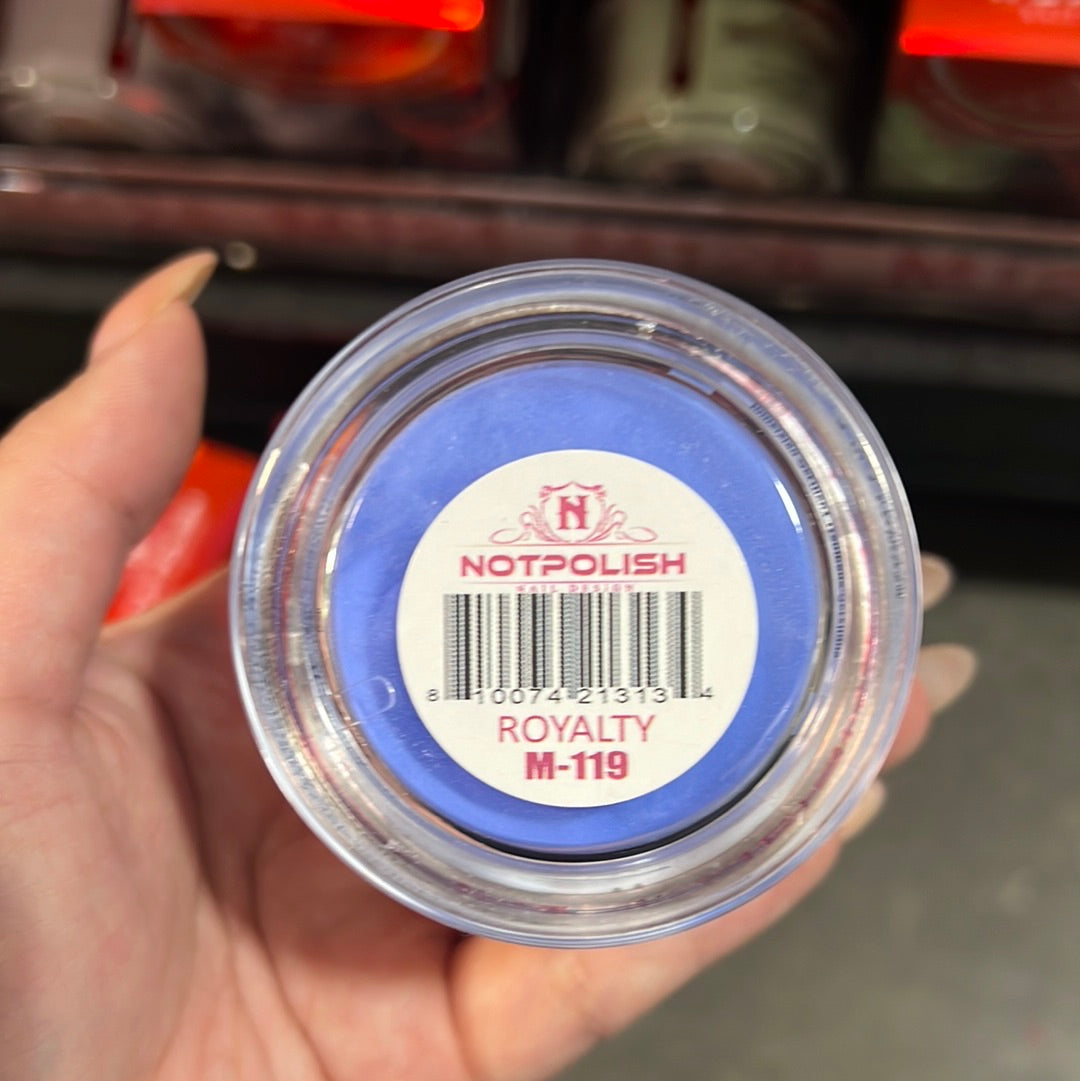 N
NOTPOLISH
NAIL DESIGN
8 10074 21313 4
ROYALTY
M-119